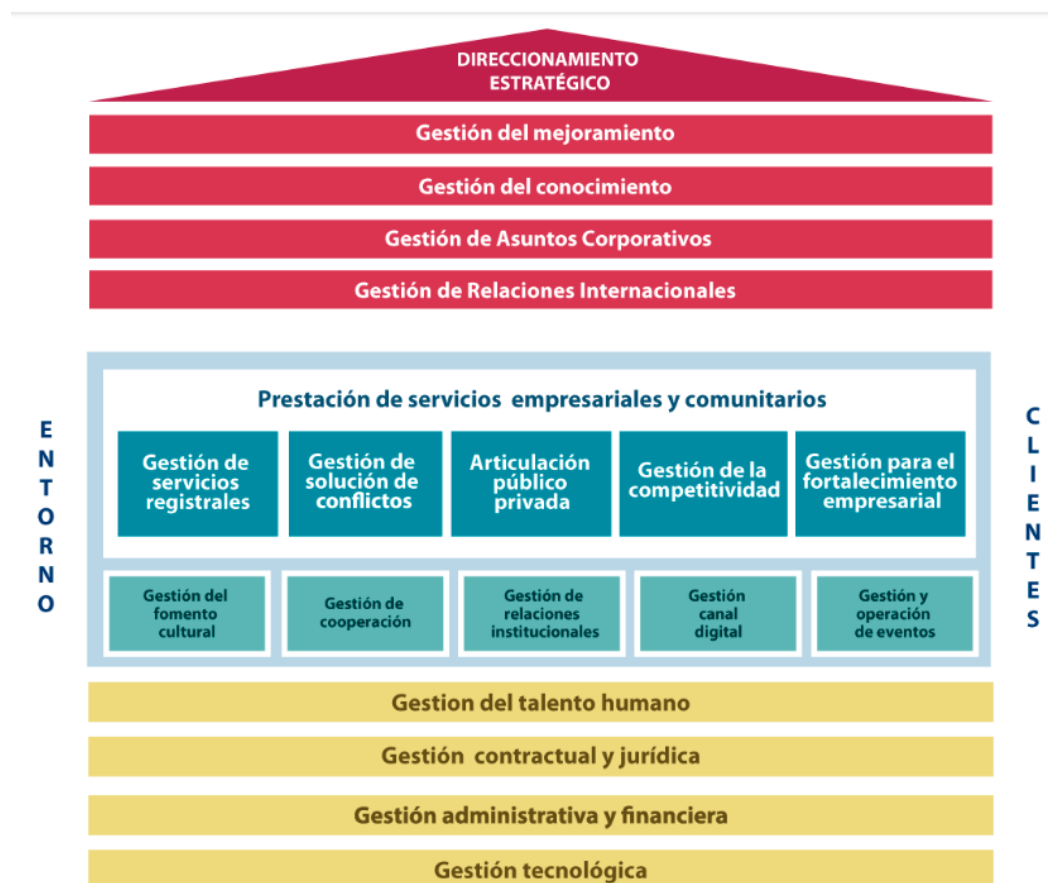 DIRECCIONAMIENTO
ESTRATÉGICO
Gestión del mejoramiento
Gestión del conocimiento
Gestión de Asuntos Corporativos
Gestión de Relaciones Internacionales
ENTORNO
Prestación de servicios empresariales y comunitarios
Gestión de
servicios
registrales
Gestión de
solución de
conflictos
Articulación
público
privada
Gestión de la
competitividad
Gestión para el
fortalecimiento
empresarial
Gestión del
fomento
cultural
Gestión de
cooperación
Gestión de
relaciones
institucionales
Gestión
canal
digital
Gestión y
operación
de eventos
CLIENTES
Gestion del talento humano
Gestión contractual y jurídica
Gestión administrativa y financiera
Gestión tecnológica